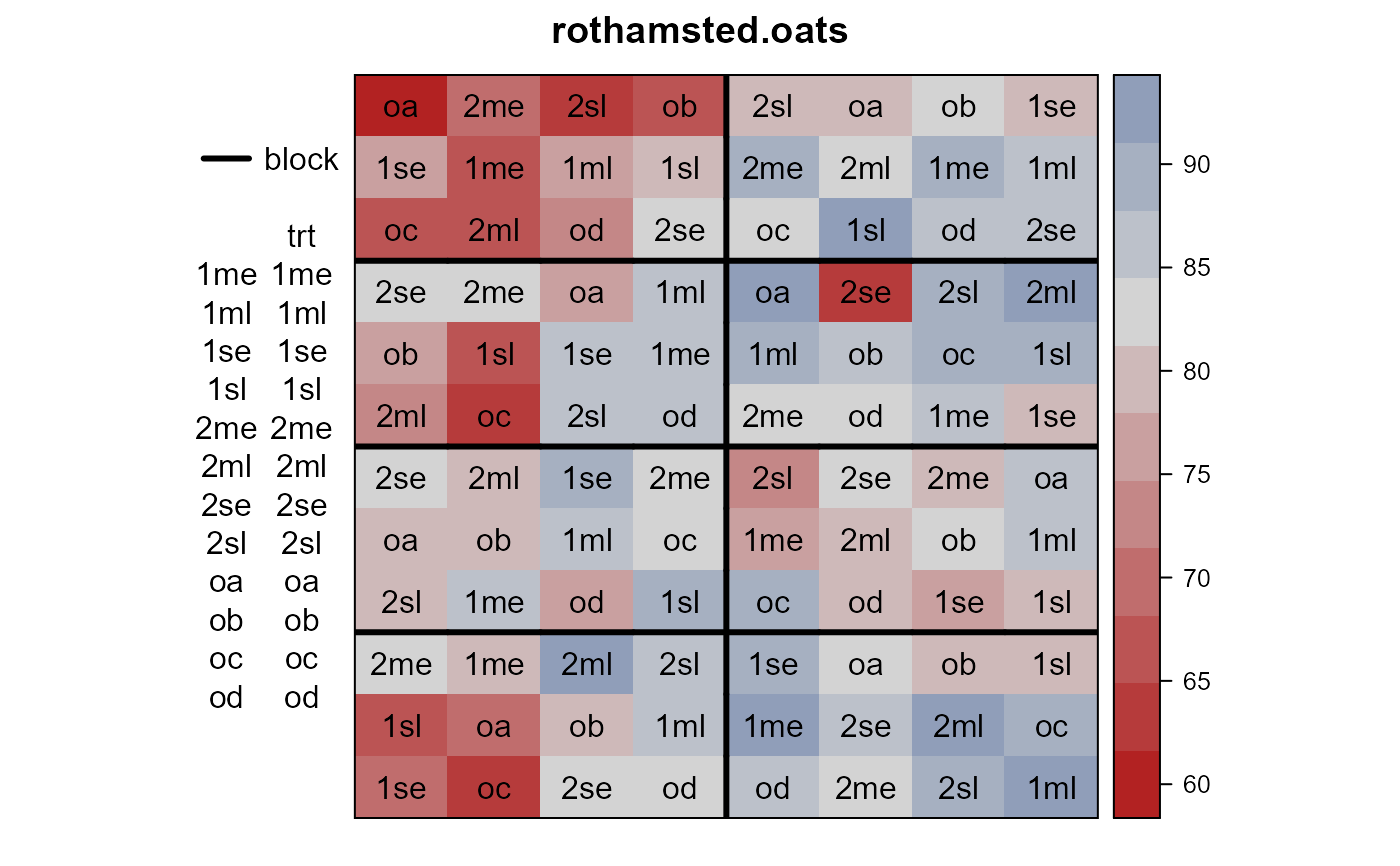 rothamsted.oats
block
trt
1me 1me
1ml 1ml
1se 1se
1sl 1sl
2me 2me
2ml 2ml
2se 2se
2sl 2sl
oa oa
ob ob
oc oc
od od
oa 2me 2sl ob 2sl oa ob 1se
1se 1me 1ml 1sl 2me 2ml 1me 1ml
oc 2ml od 2se oc 1sl od 2se
2se 2me oa 1ml oa 2se 2sl 2ml
ob 1sl 1se 1me 1ml ob oc 1sl
2ml oc 2sl od 2me od 1me 1se
2se 2ml 1se 2me 2sl 2se 2me oa
oa ob 1ml oc 1me 2ml ob 1ml
2sl 1me od 1sl oc od 1se 1sl
2me 1me 2ml 2sl 1se oa ob 1sl
1sl oa ob 1ml 1me 2se 2ml oc
1se oc 2se od od 2me 2sl 1ml
90
85
80
75
70
65
60